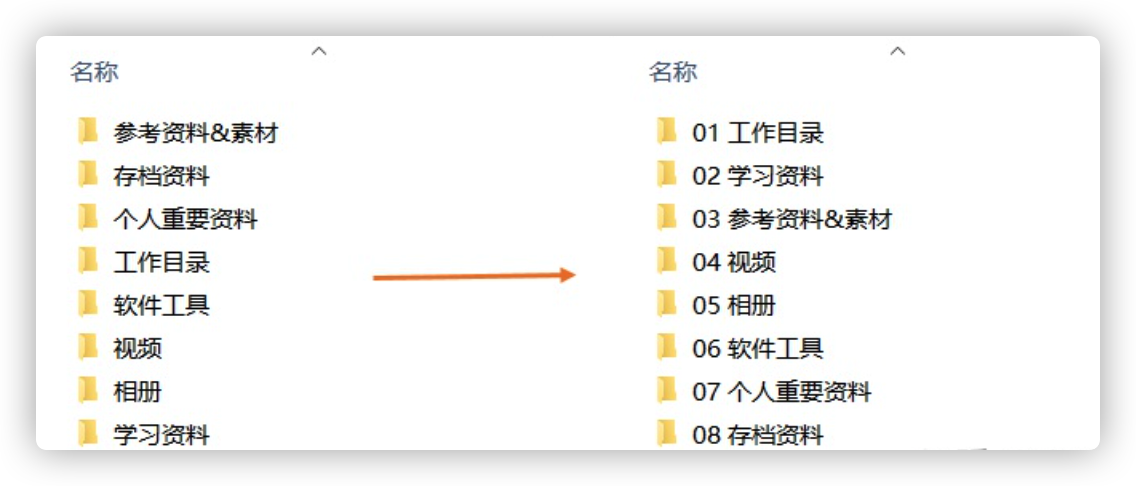 名称
参考资料&素材
存档资料
个人重要资料
工作目录
软件工具
视频
相册
学习资料
名称
01 工作目录
02 学习资料
03 参考资料&素材
04 视频
05 相册
06 软件工具
07 个人重要资料
08 存档资料